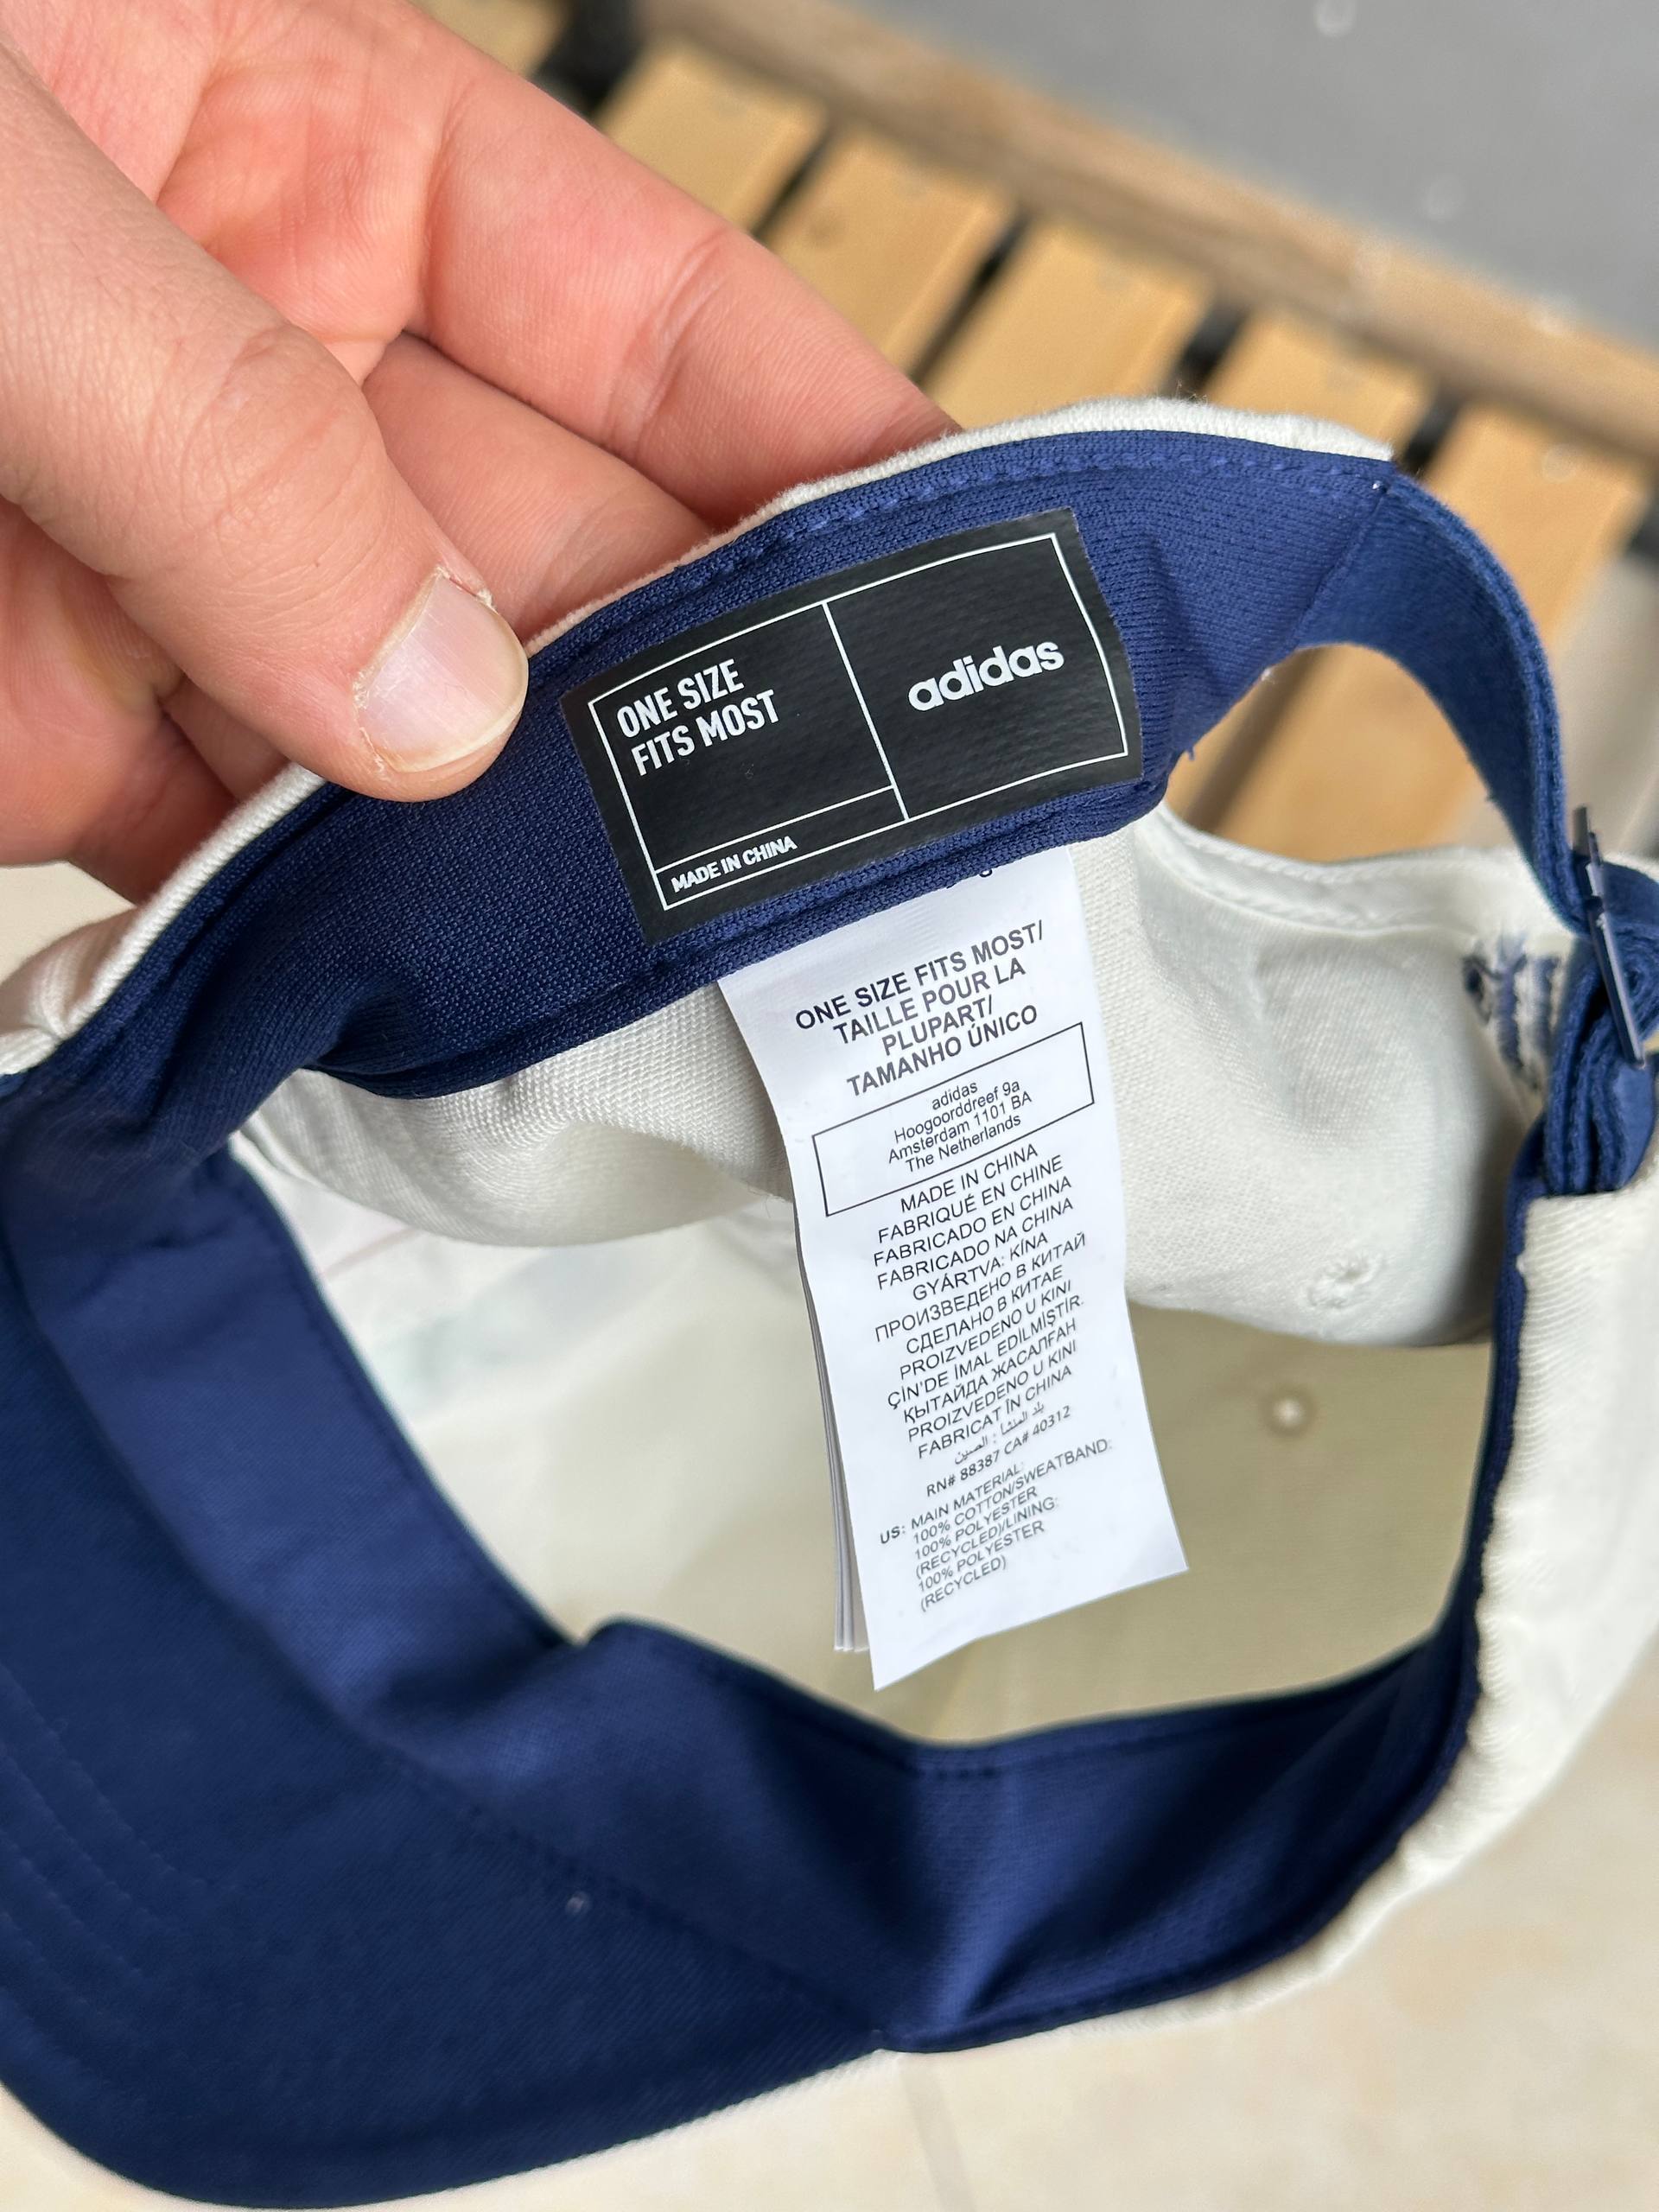 ONE SIZE
FITS MOST
adidas
MADE IN CHINA
ONE SIZE FITS MOST/
TAILLE POUR LA
PLUPART/
TAMANHO ÚNICO
adidas
Hoogoorddreef 9a
Amsterdam 1101 BA
The Netherlands
MADE IN CHINA
FABRIQUÉ EN CHINE
FABRICADO EN CHINA
FABRICADO NA CHINA
GYÁRTVA: KÍNA
ПРОИЗВЕДЕНО В КИТАЙ
СДЕЛАНО В КИТАЕ
PROIZVEDENO U KINI
ÇİN'DE İMAL EDİLMİŞTİR.
ҚЫТАЙДА ЖАСАЛҒАН
PROIZVEDENO U KINI
FABRICAT ÎN CHINA
بلد المنشأ : الصين
RN# 88387 CA# 40312
US: MAIN MATERIAL:
100% COTTON/SWEATBAND:
100% POLYESTER
(RECYCLED)/LINING:
100% POLYESTER
(RECYCLED)